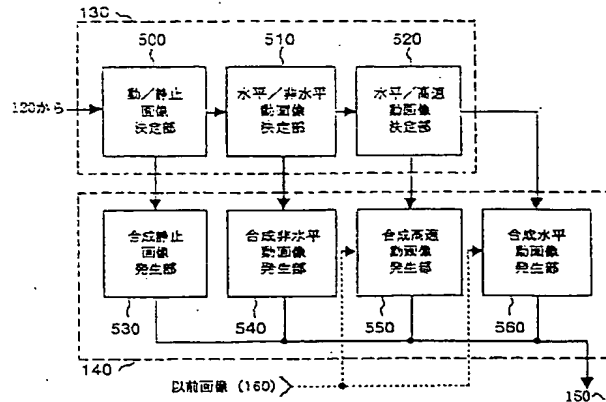 130
500
510
520
120から
動／静止
画像
決定部
水平／非水平
動画像
決定部
水平／高速
動画像
決定部
合成静止
画像
発生部
合成非水平
動画像
発生部
合成高速
動画像
発生部
合成水平
動画像
発生部
530
540
550
560
140
以前画像 (160)
150へ